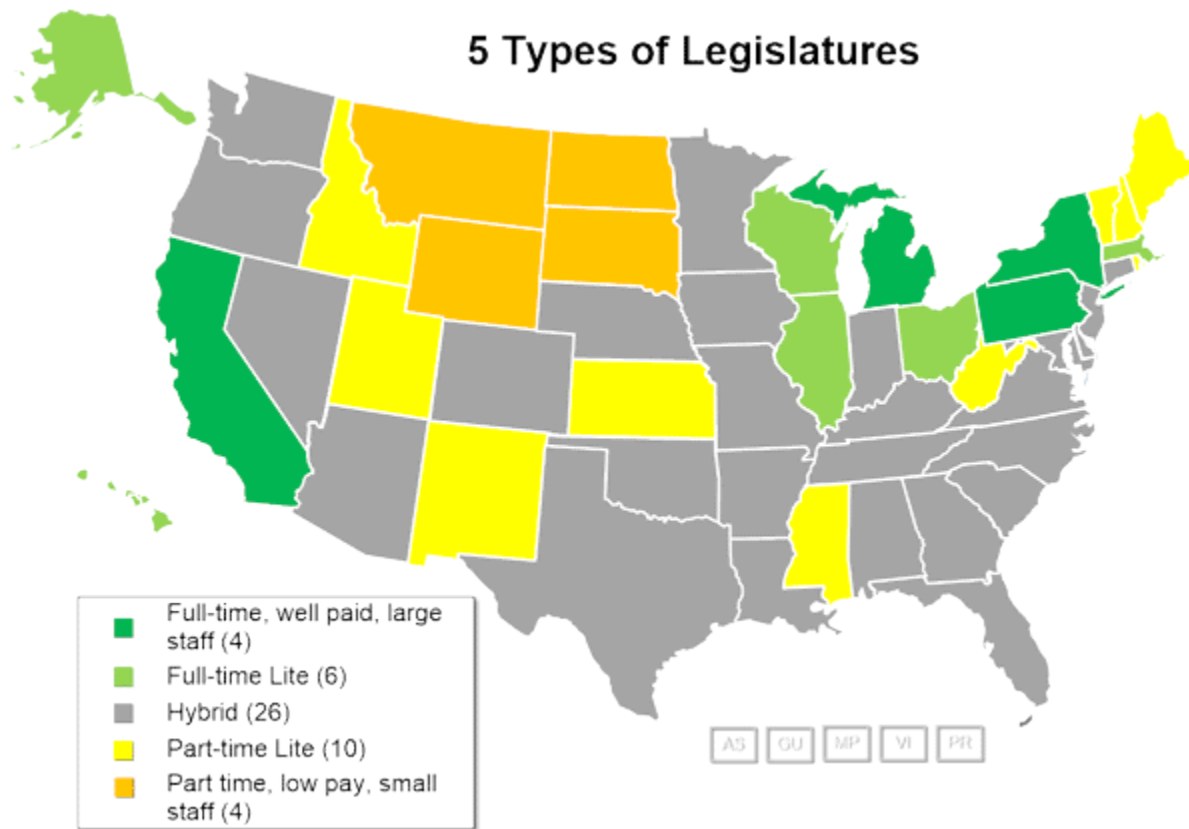 5 Types of Legislatures
Full-time, well paid, large
staff (4)
Full-time Lite (6)
Hybrid (26)
Part-time Lite (10)
Part time, low pay, small
staff (4)
AS GU MP VI PR